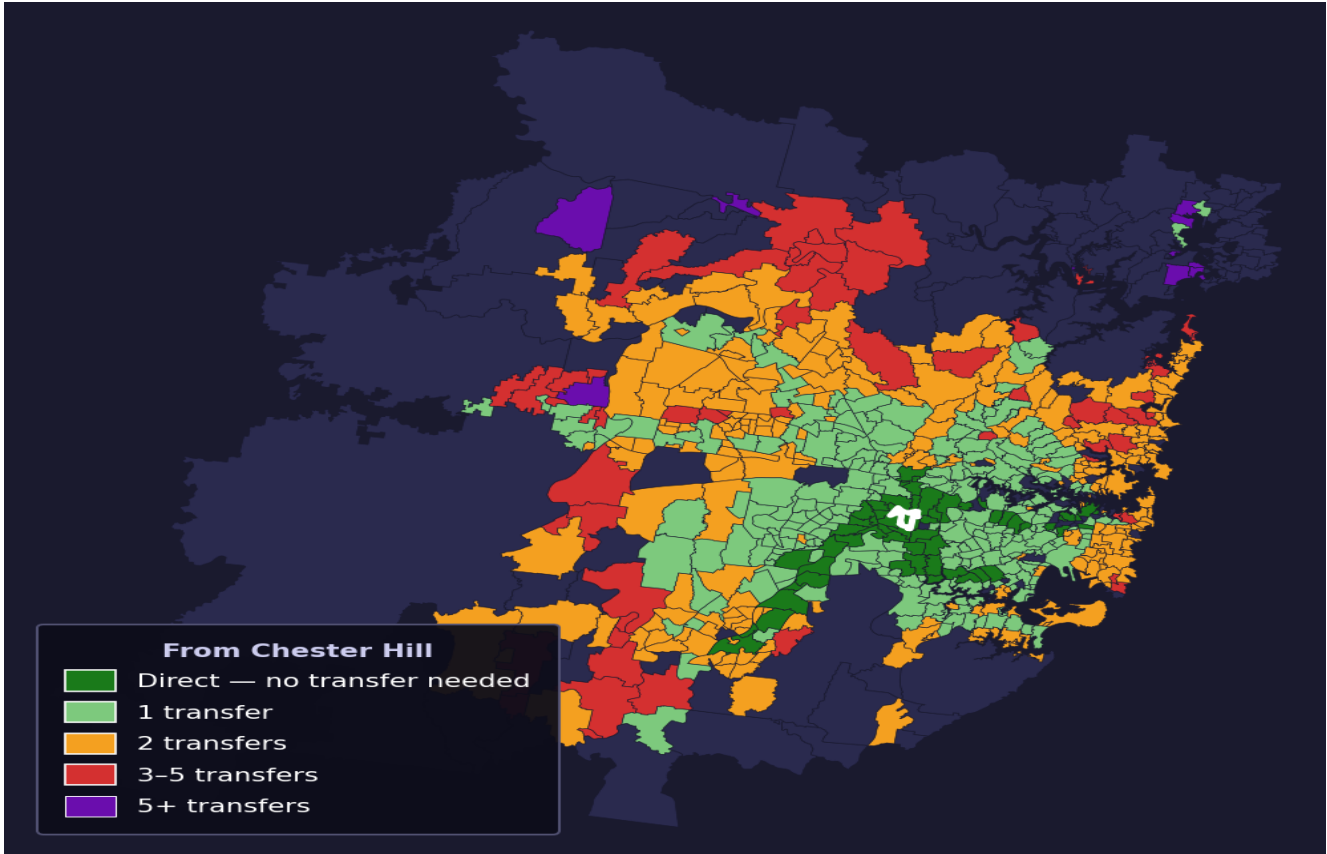 From Chester Hill
Direct — no transfer needed
1 transfer
2 transfers
3–5 transfers
5+ transfers